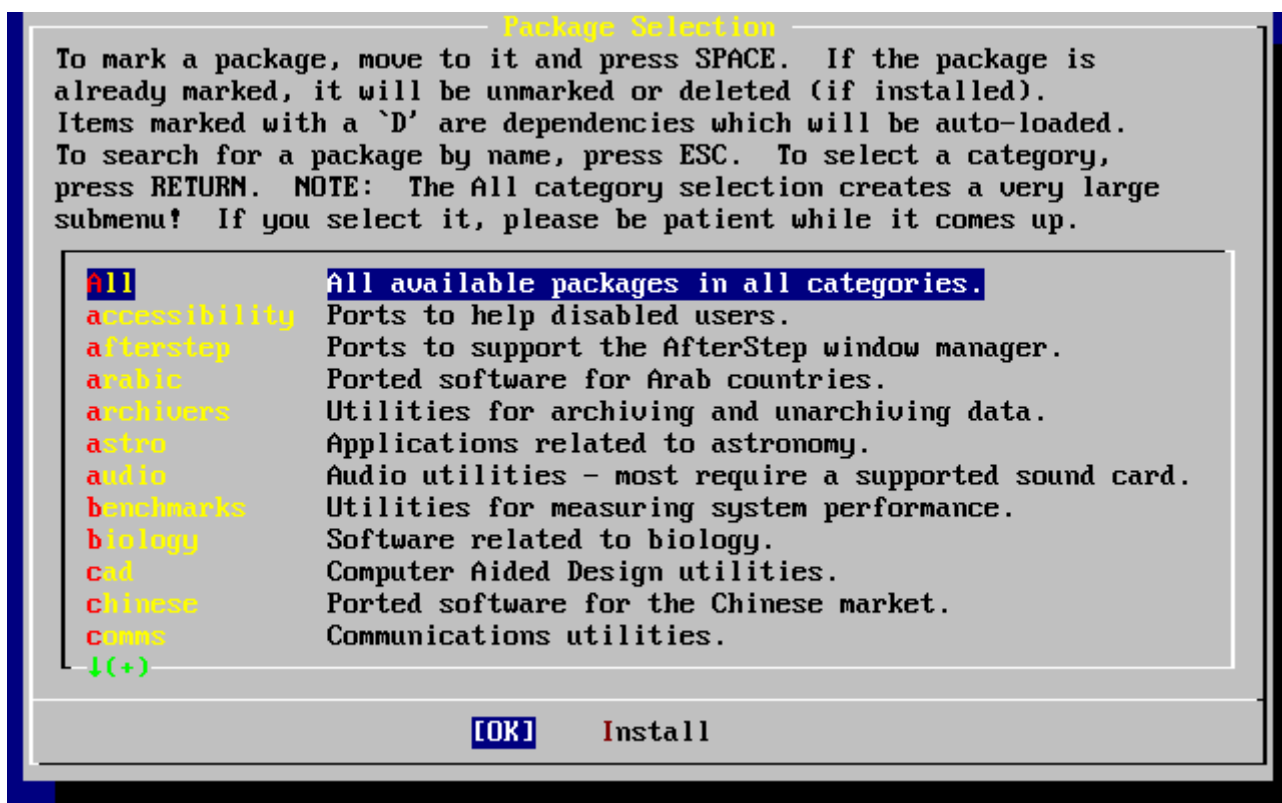 Package Selection
To mark a package, move to it and press SPACE.  If the package is
already marked, it will be unmarked or deleted (if installed).
Items marked with a `D' are dependencies which will be auto-loaded.
To search for a package by name, press ESC.  To select a category,
press RETURN.  NOTE:  The All category selection creates a very large
submenu!  If you select it, please be patient while it comes up.
All All available packages in all categories.
accessibility Ports to help disabled users.
afterstep Ports to support the AfterStep window manager.
arabic Ported software for Arab countries.
archivers Utilities for archiving and unarchiving data.
astro Applications related to astronomy.
audio Audio utilities - most require a supported sound card.
benchmarks Utilities for measuring system performance.
biology Software related to biology.
cad Computer Aided Design utilities.
chinese Ported software for the Chinese market.
comms Communications utilities.
↓(+)
[OK] Install